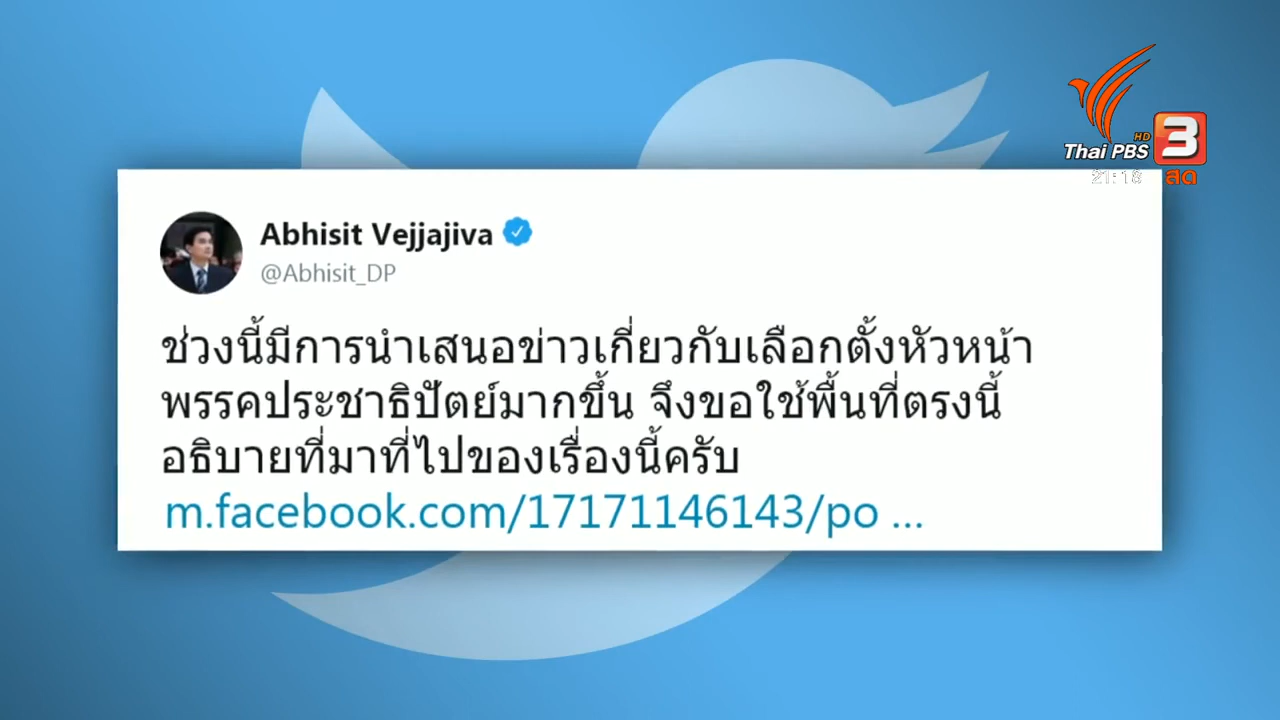 HD
Thai PBS 3
21:18 สด
Abhisit Vejjajiva
@Abhisit_DP
ช่วงนี้มีการนำเสนอข่าวเกี่ยวกับเลือกตั้งหัวหน้า
พรรคประชาธิปัตย์มากขึ้น จึงขอใช้พื้นที่ตรงนี้
อธิบายที่มาที่ไปของเรื่องนี้ครับ
m.facebook.com/17171146143/po ...